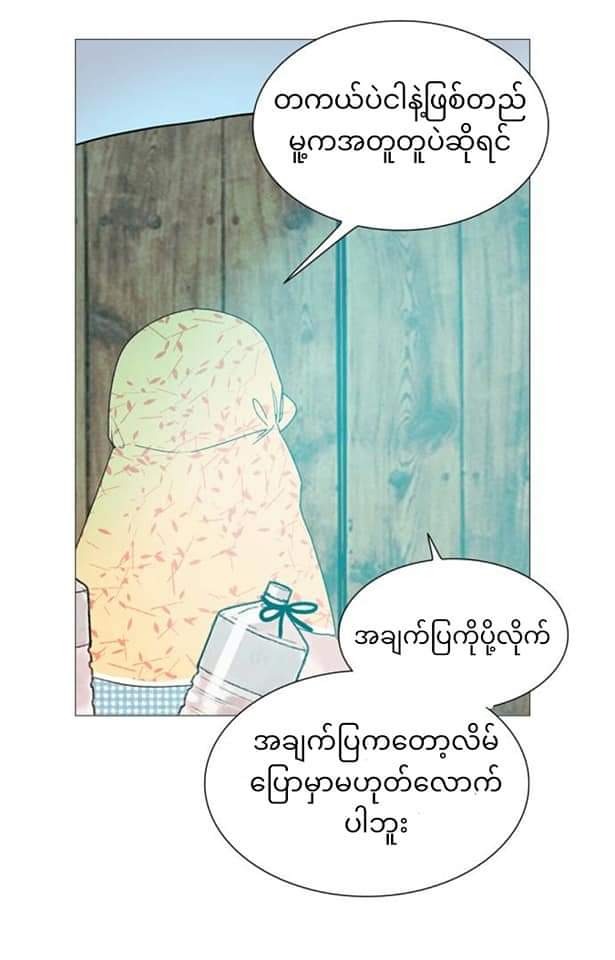 တကယ်ပဲငါနဲ့ဖြစ်တည်
မှု့ကအတူတူပဲဆိုရင်
အချက်ပြကိုပို့လိုက်
အချက်ပြကတော့လိမ်
ပြောမှာမဟုတ်လောက်
ပါဘူး